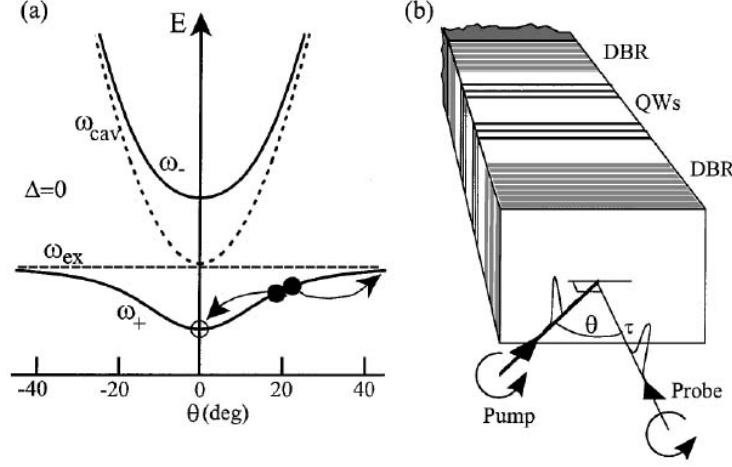 (a)
E
ω_cav
ω_-
Δ=0
ω_ex
ω_+
-40 -20 0 20 40
θ(deg)
(b)
DBR
QWs
DBR
θ τ
Pump
Probe